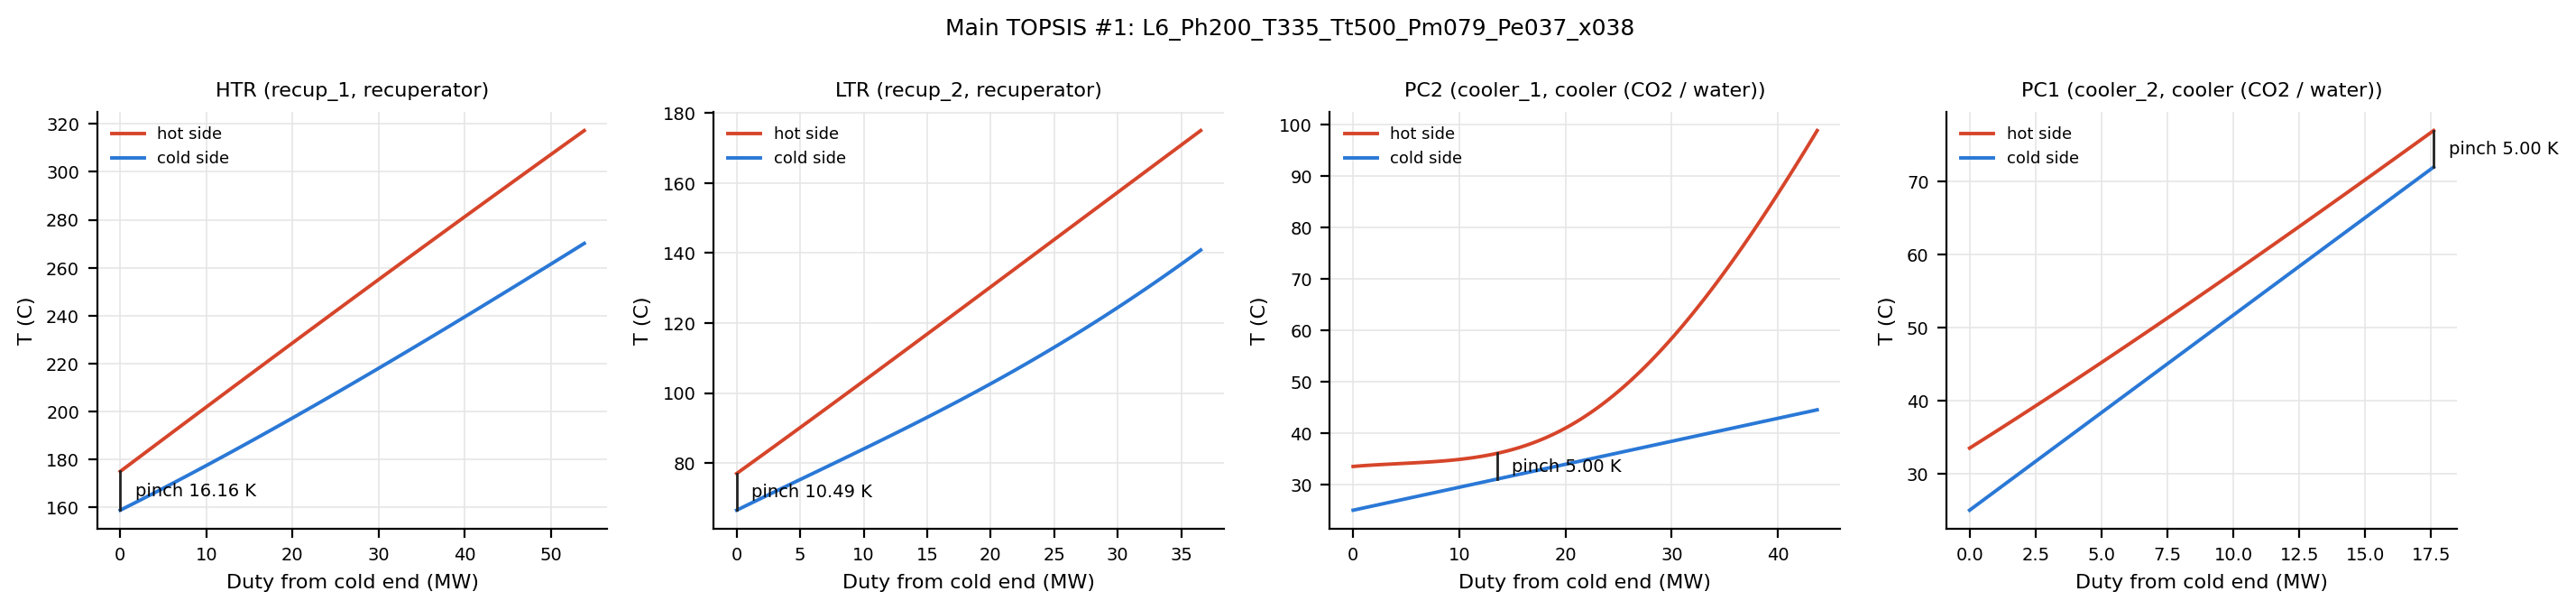 Main TOPSIS #1: L6_Ph200_T335_Tt500_Pm079_Pe037_x038
HTR (recup_1, recuperator)
hot side
cold side
pinch 16.16 K
T (C)
320
300
280
260
240
220
200
180
160
0 10 20 30 40 50
Duty from cold end (MW)
LTR (recup_2, recuperator)
hot side
cold side
pinch 10.49 K
T (C)
180
160
140
120
100
80
0 5 10 15 20 25 30 35
Duty from cold end (MW)
PC2 (cooler_1, cooler (CO2 / water))
hot side
cold side
pinch 5.00 K
T (C)
100
90
80
70
60
50
40
30
0 10 20 30 40
Duty from cold end (MW)
PC1 (cooler_2, cooler (CO2 / water))
hot side
cold side
pinch 5.00 K
T (C)
70
60
50
40
30
0.0 2.5 5.0 7.5 10.0 12.5 15.0 17.5
Duty from cold end (MW)